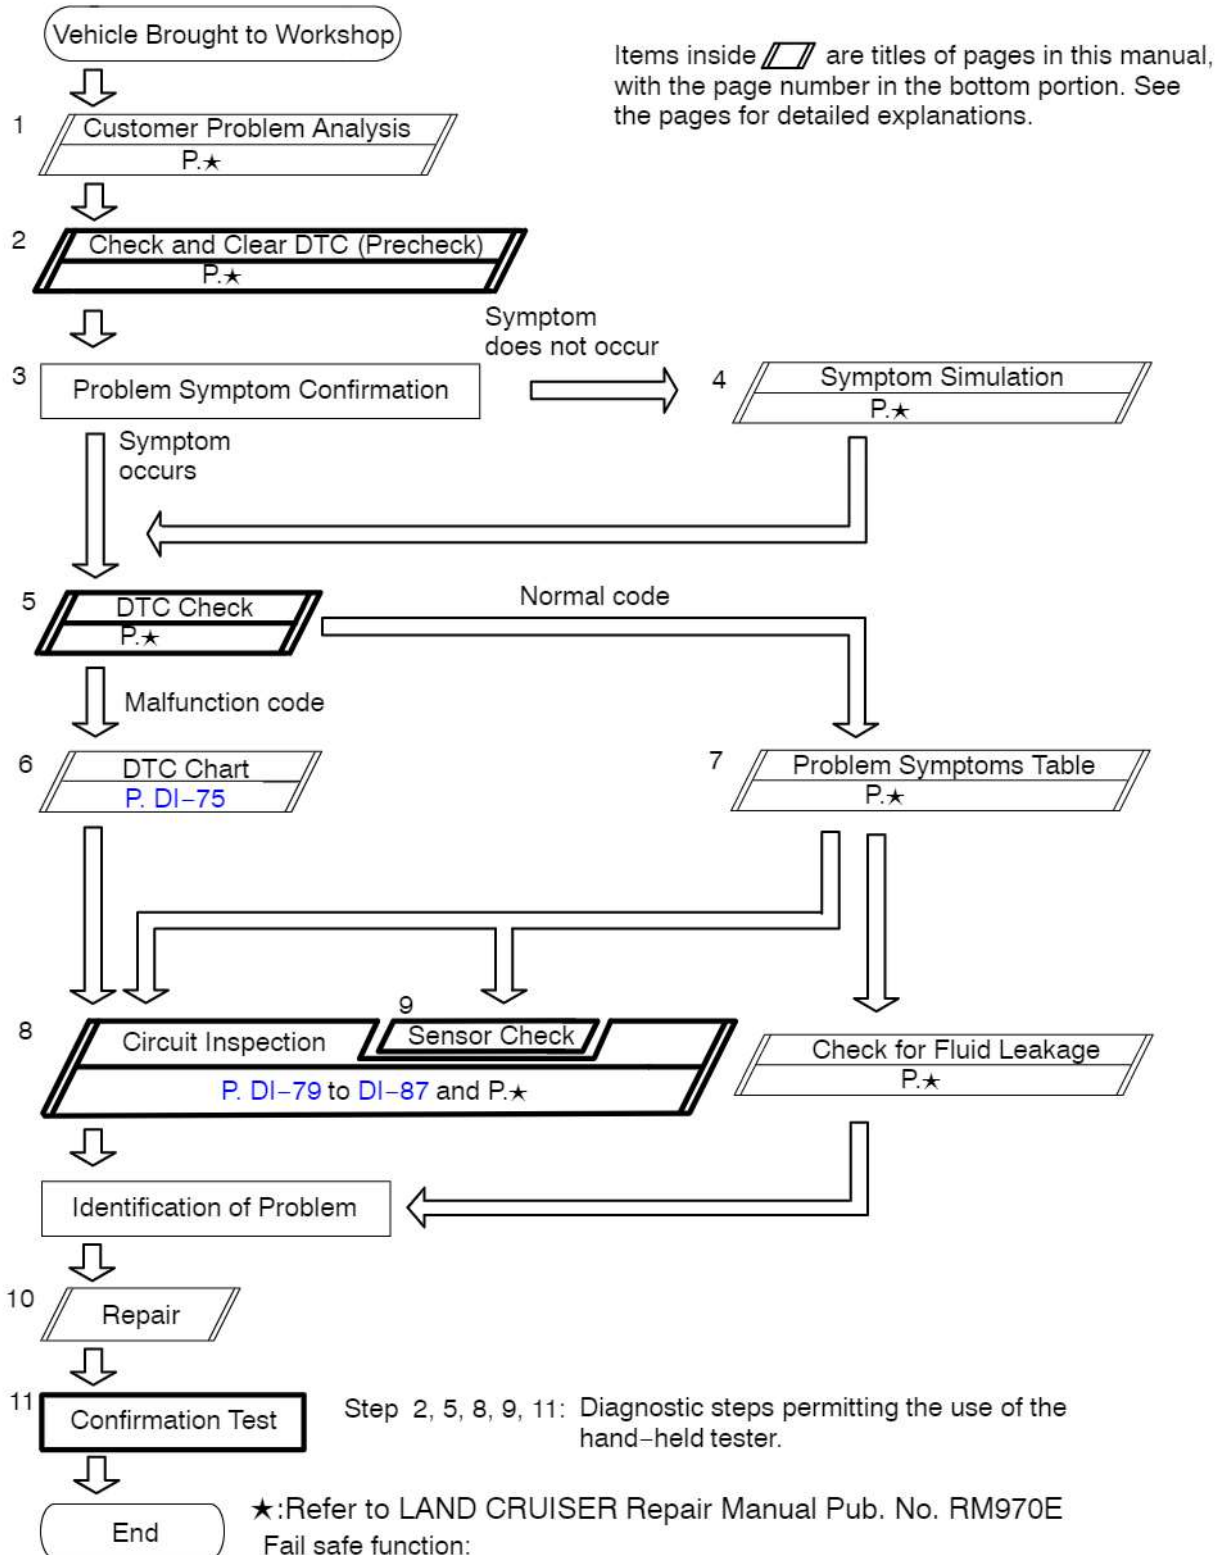 Vehicle Brought to Workshop
Items inside are titles of pages in this manual,
with the page number in the bottom portion. See
the pages for detailed explanations.
1
Customer Problem Analysis
P.★
2
Check and Clear DTC (Precheck)
P.★
Symptom
does not occur
3
Problem Symptom Confirmation
4
Symptom Simulation
P.★
Symptom
occurs
5
DTC Check
P.★
Normal code
Malfunction code
6
DTC Chart
P. DI−75
7
Problem Symptoms Table
P.★
8
Circuit Inspection
9
Sensor Check
P. DI−79 to DI−87 and P.★
Check for Fluid Leakage
P.★
Identification of Problem
10
Repair
11
Confirmation Test
Step 2, 5, 8, 9, 11: Diagnostic steps permitting the use of the
hand−held tester.
End
★:Refer to LAND CRUISER Repair Manual Pub. No. RM970E
Fail safe function: